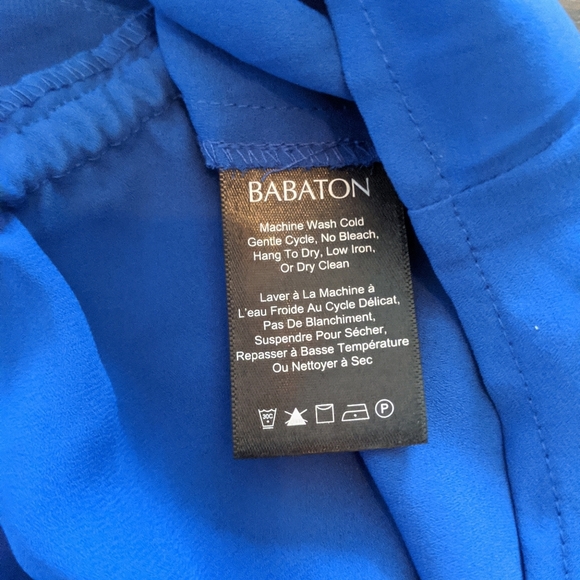 BABATON
Machine Wash Cold
Gentle Cycle, No Bleach,
Hang To Dry, Low Iron,
Or Dry Clean
Laver à La Machine à
L'eau Froide Au Cycle Délicat,
Pas De Blanchiment,
Suspendre Pour Sécher,
Repasser à Basse Température
Ou Nettoyer à Sec
30C P